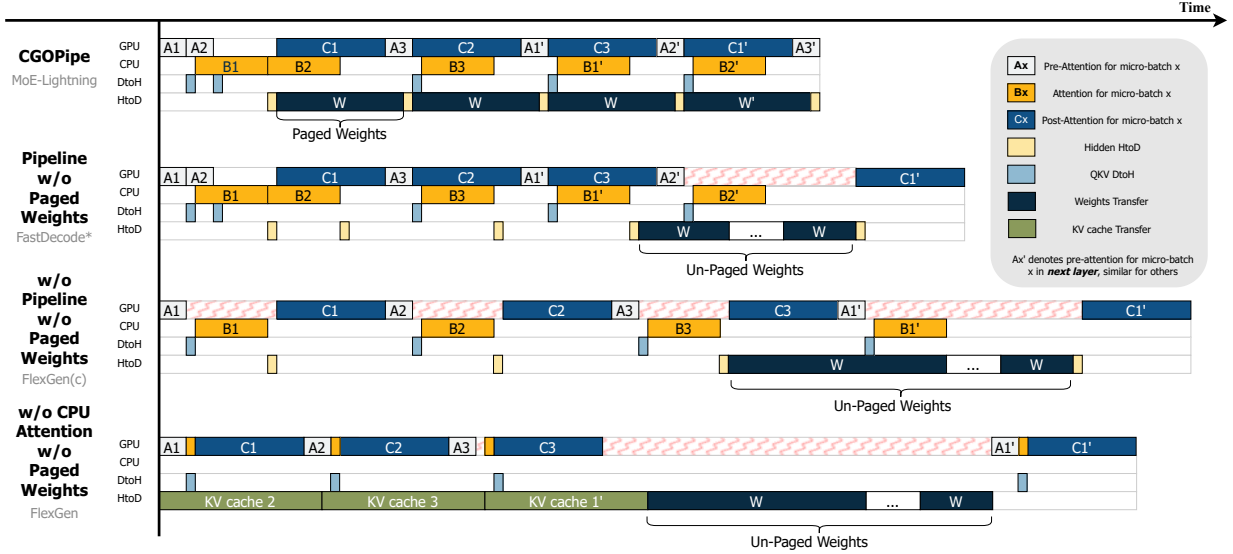 Time
CGOPipe
MoE-Lightning
GPU A1 A2 C1 A3 C2 A1' C3 A2' C1' A3'
CPU B1 B2 B3 B1' B2'
DtoH
HtoD W W W W'
Paged Weights
Pipeline
w/o
Paged
Weights
FastDecode*
GPU A1 A2 C1 A3 C2 A1' C3 A2' C1'
CPU B1 B2 B3 B1' B2'
DtoH
HtoD W ... W
Un-Paged Weights
w/o
Pipeline
w/o
Paged
Weights
FlexGen(c)
GPU A1 C1 A2 C2 A3 C3 A1' C1'
CPU B1 B2 B3 B1'
DtoH
HtoD W ... W
Un-Paged Weights
w/o CPU
Attention
w/o
Paged
Weights
FlexGen
GPU A1 C1 A2 C2 A3 C3 A1' C1'
CPU
DtoH
HtoD KV cache 2 KV cache 3 KV cache 1' W ... W
Un-Paged Weights
Ax Pre-Attention for micro-batch x
Bx Attention for micro-batch x
Cx Post-Attention for micro-batch x
Hidden HtoD
QKV DtoH
Weights Transfer
KV cache Transfer
Ax' denotes pre-attention for micro-batch
x in next layer, similar for others